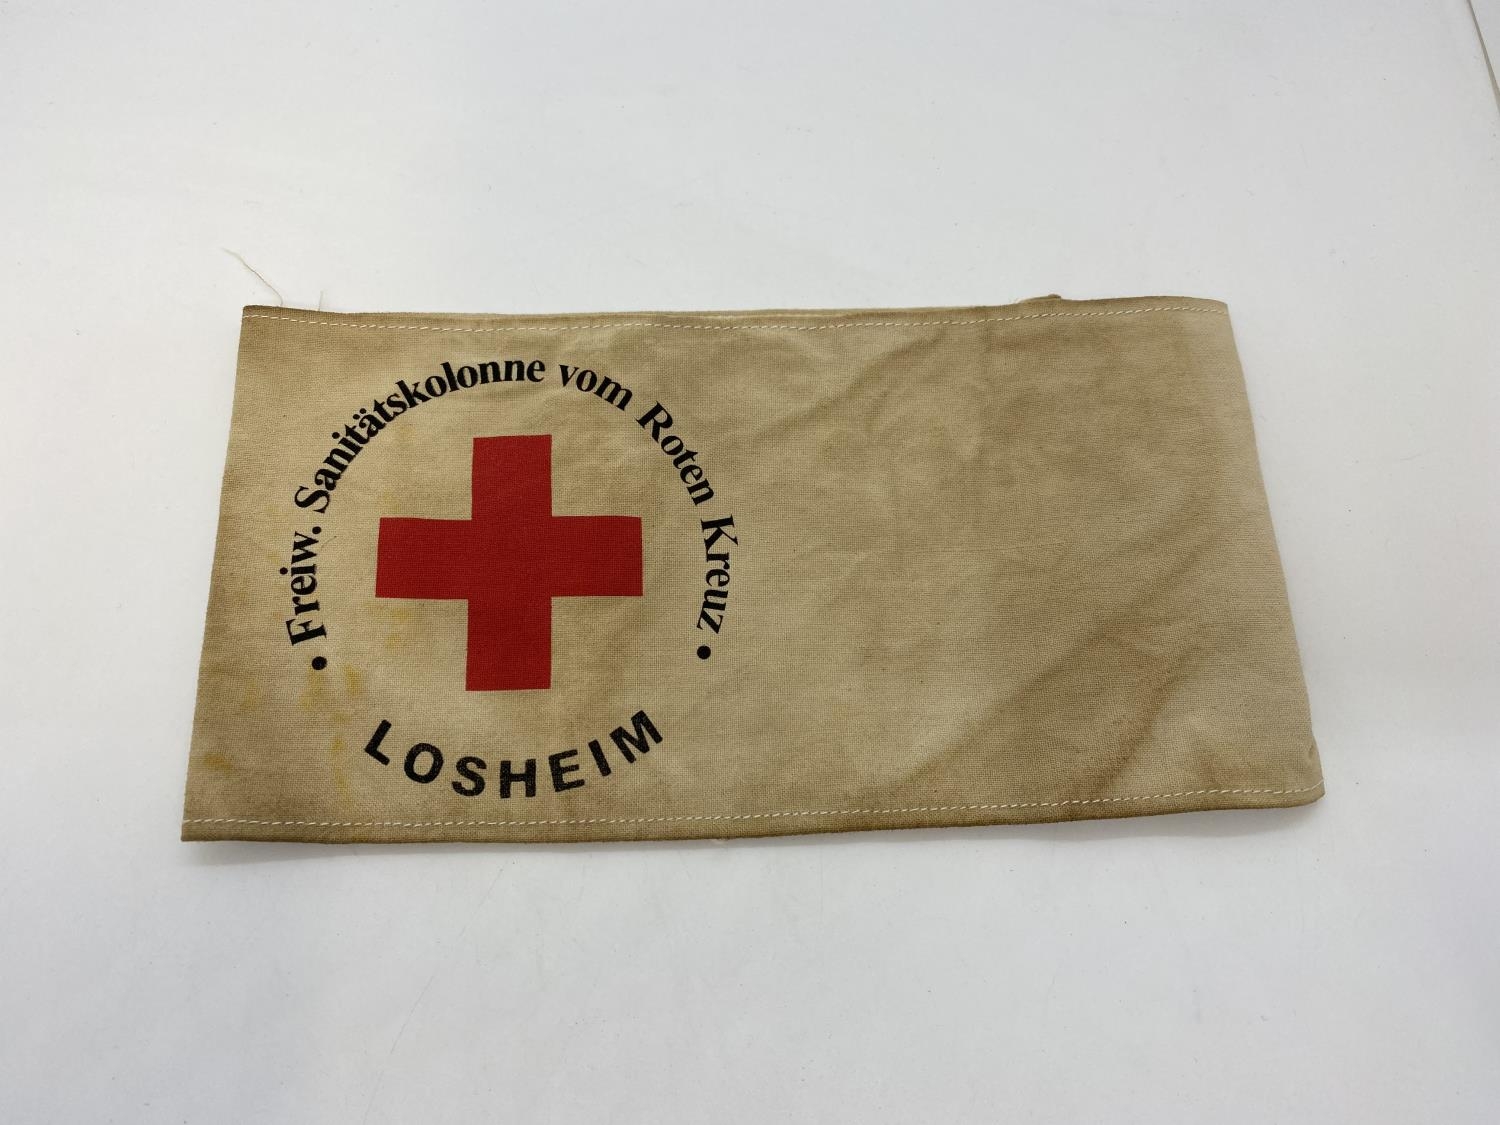 • Freiw. Sanitätskolonne vom Roten Kreuz •
LOSHEIM